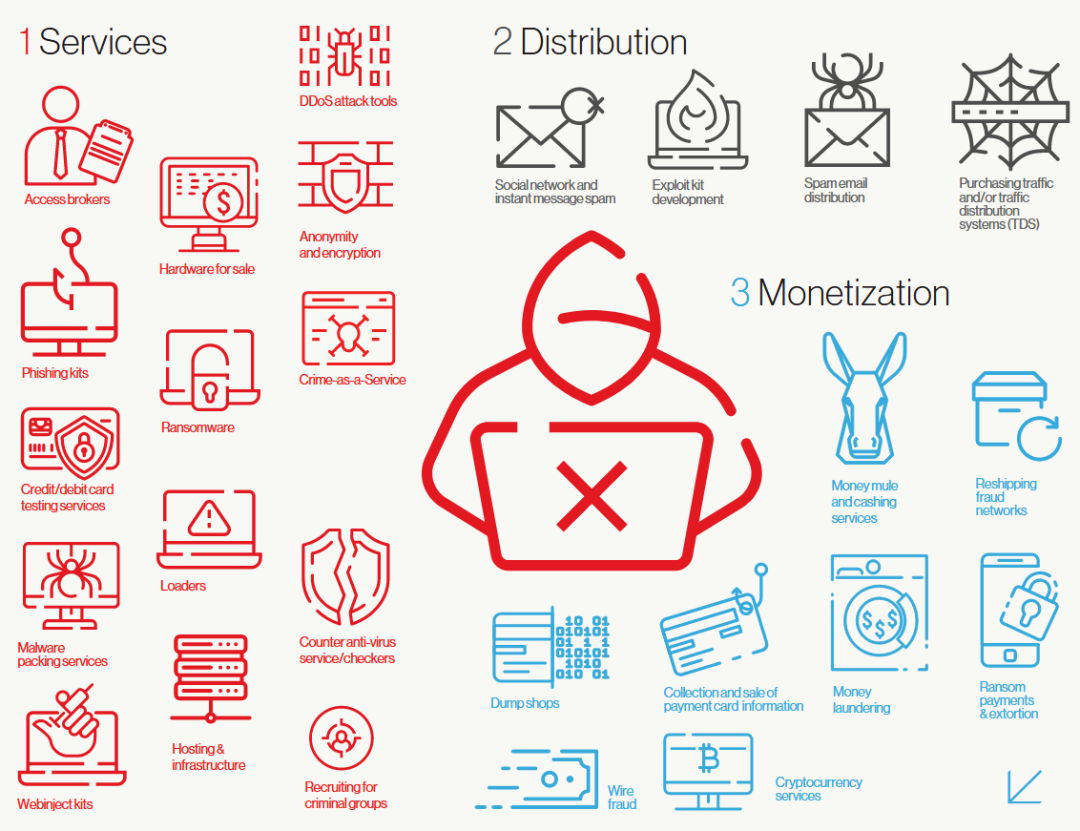 1 Services
DDoS attack tools
Access brokers
Hardware for sale
Anonymity
and encryption
Phishing kits
Ransomware
Crime-as-a-Service
Credit/debit card
testing services
Loaders
Malware
packing services
Counter anti-virus
service/checkers
Webinject kits
Hosting &
infrastructure
Recruiting for
criminal groups
2 Distribution
Social network and
instant message spam
Exploit kit
development
Spam email
distribution
Purchasing traffic
and/or traffic
distribution
systems (TDS)
3 Monetization
Money mule
and cashing
services
Reshipping
fraud
networks
10 01
010101
01 1 1
010101
1010
010 01
Dump shops
Collection and sale of
payment card information
$ $ $
Money
laundering
Ransom
payments
& extortion
Wire
fraud
Cryptocurrency
services